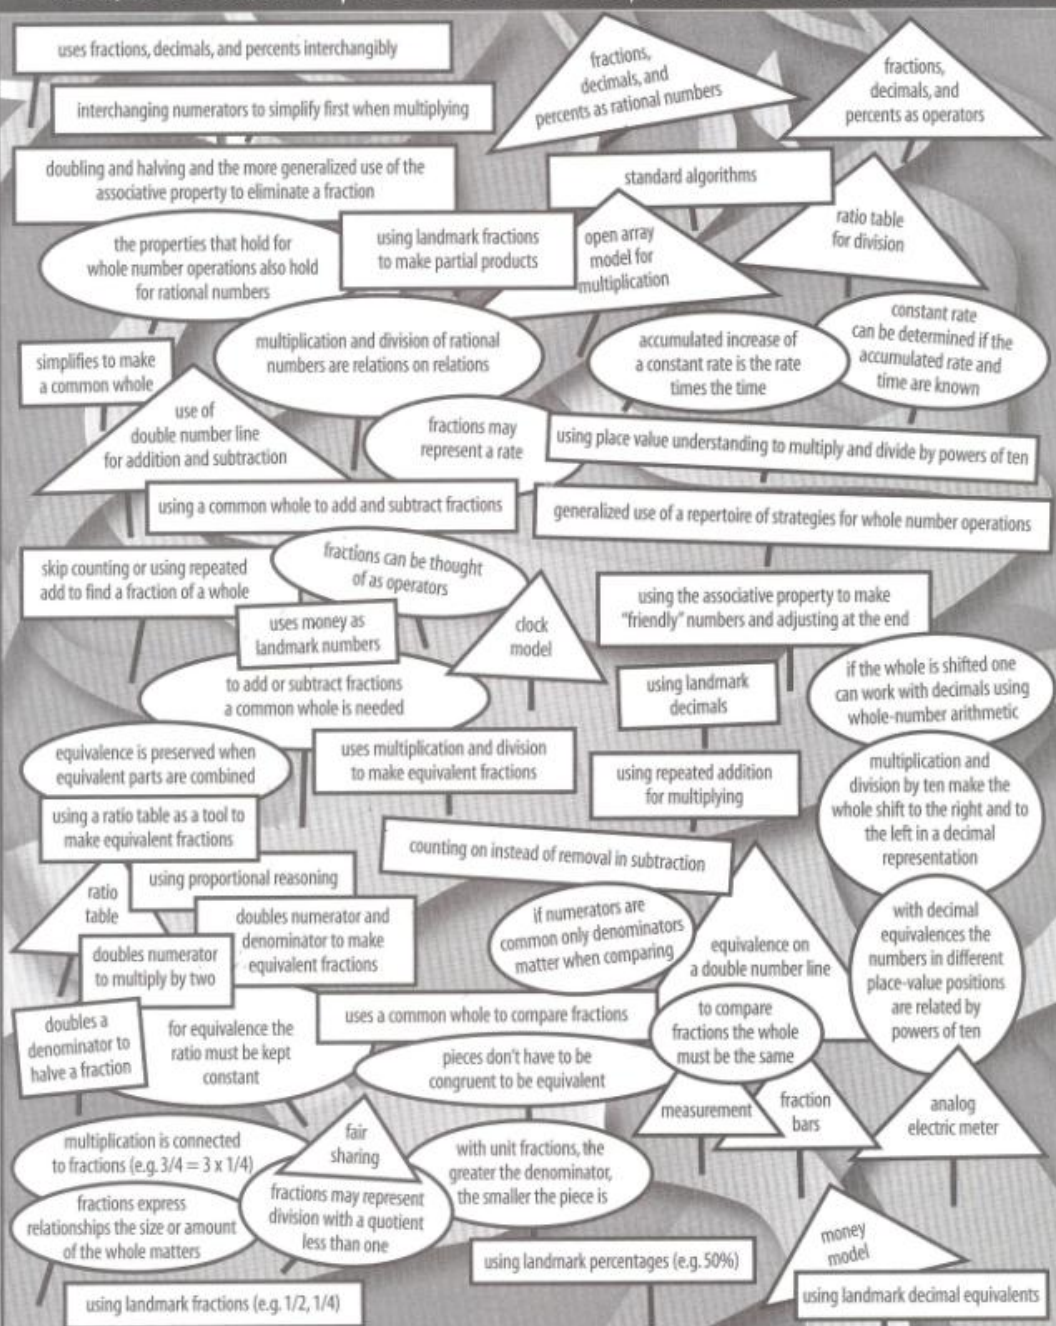 uses fractions, decimals, and percents interchangibly
interchanging numerators to simplify first when multiplying
fractions,
decimals, and
percents as rational numbers
fractions,
decimals, and
percents as operators
doubling and halving and the more generalized use of the
associative property to eliminate a fraction
standard algorithms
ratio table
for division
the properties that hold for
whole number operations also hold
for rational numbers
using landmark fractions
to make partial products
open array
model for
multiplication
simplifies to make
a common whole
multiplication and division of rational
numbers are relations on relations
accumulated increase of
a constant rate is the rate
times the time
constant rate
can be determined if the
accumulated rate and
time are known
use of
double number line
for addition and subtraction
fractions may
represent a rate
using place value understanding to multiply and divide by powers of ten
using a common whole to add and subtract fractions
generalized use of a repertoire of strategies for whole number operations
skip counting or using repeated
add to find a fraction of a whole
fractions can be thought
of as operators
uses money as
landmark numbers
clock
model
using the associative property to make
"friendly" numbers and adjusting at the end
to add or subtract fractions
a common whole is needed
using landmark
decimals
if the whole is shifted one
can work with decimals using
whole-number arithmetic
equivalence is preserved when
equivalent parts are combined
uses multiplication and division
to make equivalent fractions
using repeated addition
for multiplying
multiplication and
division by ten make the
whole shift to the right and to
the left in a decimal
representation
using a ratio table as a tool to
make equivalent fractions
counting on instead of removal in subtraction
ratio
table
using proportional reasoning
doubles numerator and
denominator to make
equivalent fractions
if numerators are
common only denominators
matter when comparing
equivalence on
a double number line
with decimal
equivalences the
numbers in different
place-value positions
are related by
powers of ten
doubles numerator
to multiply by two
doubles a
denominator to
halve a fraction
for equivalence the
ratio must be kept
constant
uses a common whole to compare fractions
to compare
fractions the whole
must be the same
pieces don't have to be
congruent to be equivalent
measurement
fraction
bars
analog
electric meter
multiplication is connected
to fractions (e.g. 3/4 = 3 x 1/4)
fair
sharing
with unit fractions, the
greater the denominator,
the smaller the piece is
fractions express
relationships the size or amount
of the whole matters
fractions may represent
division with a quotient
less than one
money
model
using landmark percentages (e.g. 50%)
using landmark decimal equivalents
using landmark fractions (e.g. 1/2, 1/4)